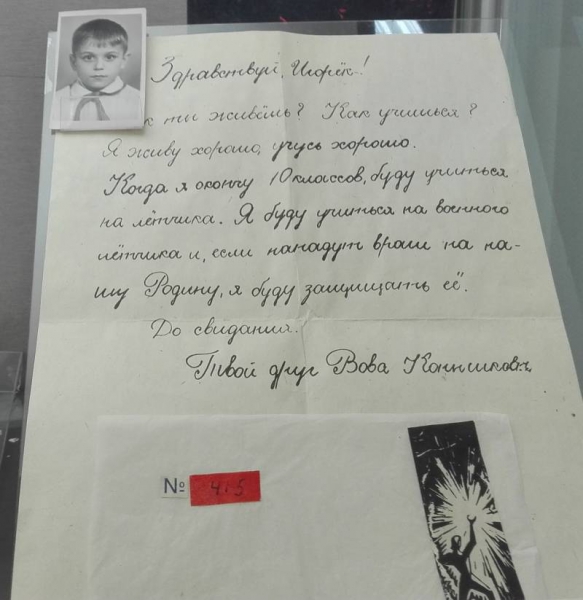 Здравствуй, Игорёк!
к ты живёшь? Как учишься?
Я живу хорошо, учусь хорошо.
Когда я окончу 10 классов, буду учиться
на лётчика. Я буду учиться на военного
лётчика и, если нападут враги на на-
шу Родину, я буду защищать её.
До свидания.
Твой друг Вова
№ 415